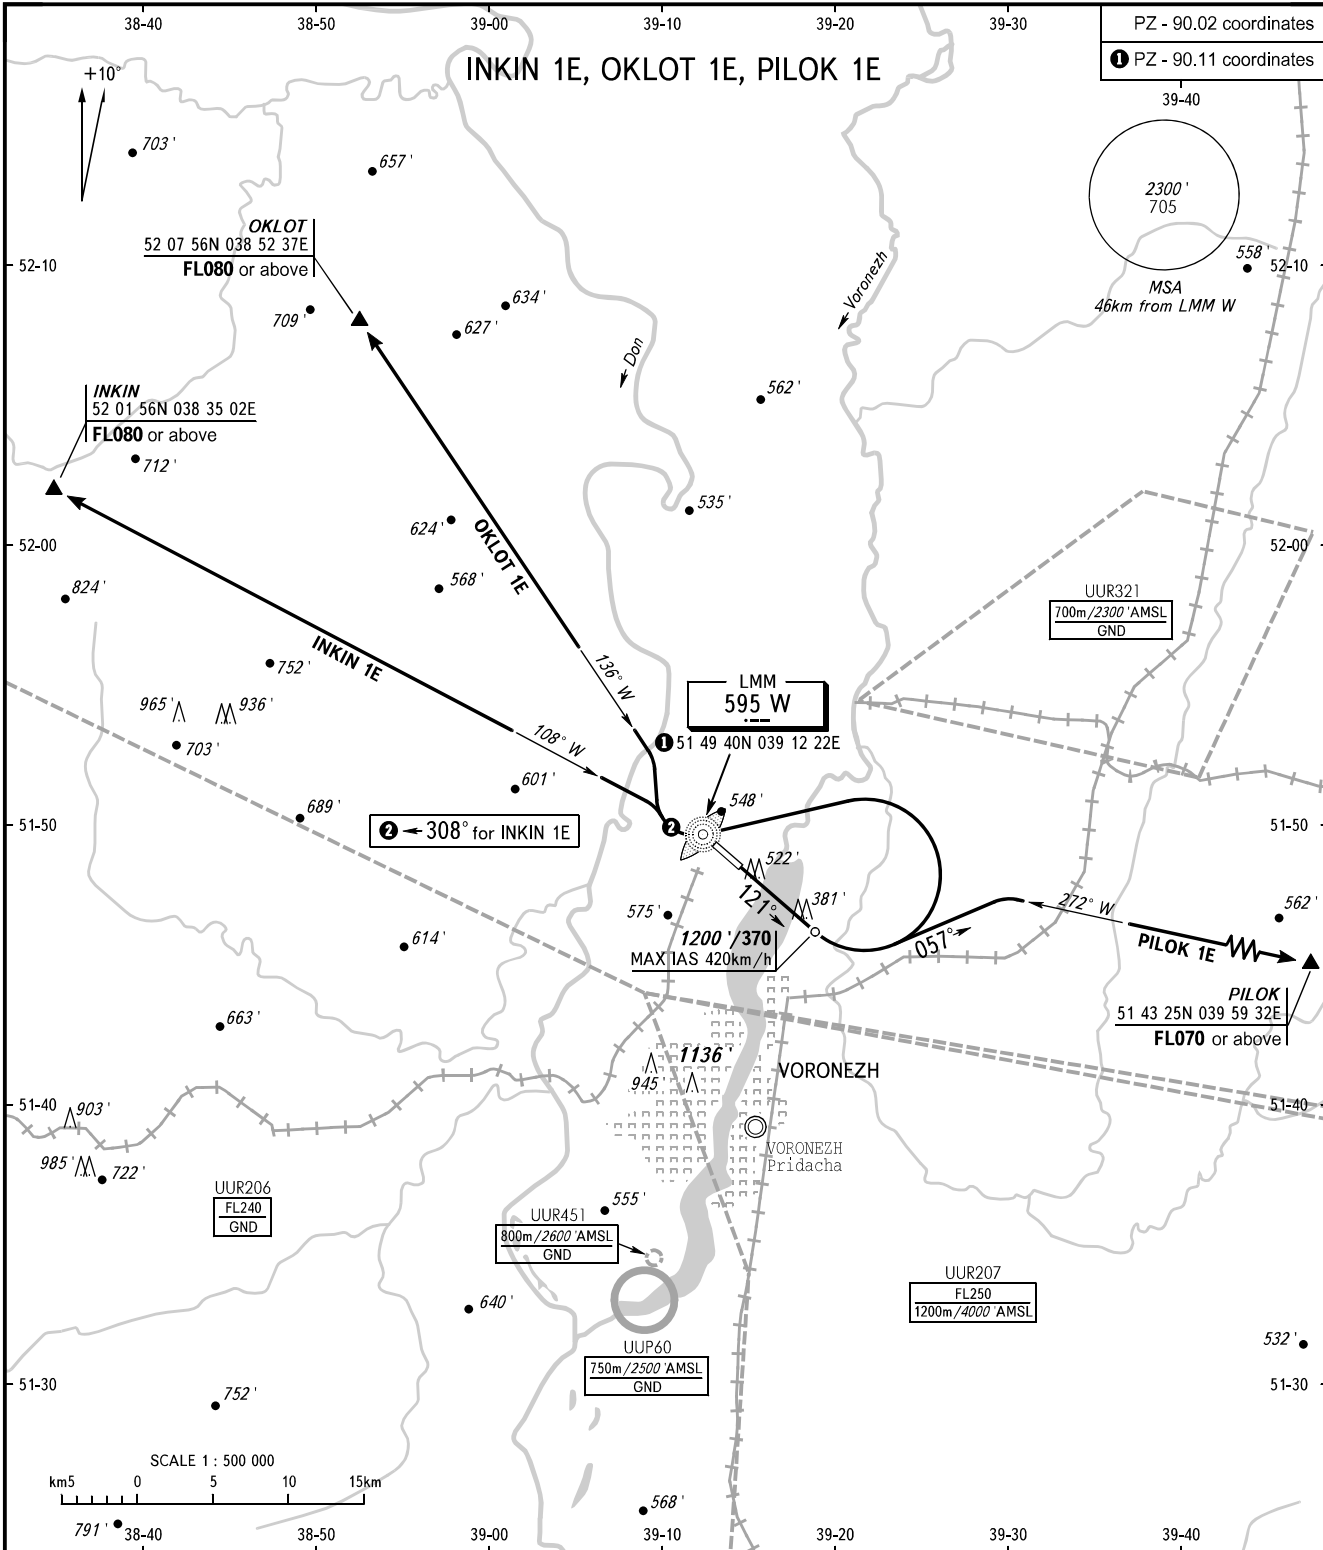 38-40
38-50
39-00
39-10
39-20
39-30
PZ - 90.02 coordinates
1 PZ - 90.11 coordinates
39-40
INKIN 1E, OKLOT 1E, PILOK 1E
+10°
703'
657'
2300'
705
MSA
46km from LMM W
558'
OKLOT
52 07 56N 038 52 37E
FL080 or above
52-10
52-10
Voronezh
709'
634'
627'
Don
INKIN
52 01 56N 038 35 02E
FL080 or above
562'
712'
535'
624'
OKLOT 1E
52-00
52-00
568'
824'
UUR321
700m/2300'AMSL
GND
INKIN 1E
752'
136° W
LMM
595 W
1 51 49 40N 039 12 22E
965'
936'
703'
108° W
601'
689'
548'
2 308° for INKIN 1E
2
51-50
51-50
522'
121°
381'
575'
272° W
562'
614'
1200'/370
MAX IAS 420km/h
057°
PILOK 1E
PILOK
51 43 25N 039 59 32E
FL070 or above
663'
1136'
945'
VORONEZH
903'
51-40
51-40
VORONEZH
Pridacha
985'
722'
UUR206
FL240
GND
555'
UUR451
800m/2600'AMSL
GND
UUR207
FL250
1200m/4000'AMSL
640'
UUP60
750m/2500'AMSL
GND
532'
51-30
51-30
752'
SCALE 1 : 500 000
km5
0
5
10
15km
568'
791'
38-40
38-50
39-00
39-10
39-20
39-30
39-40